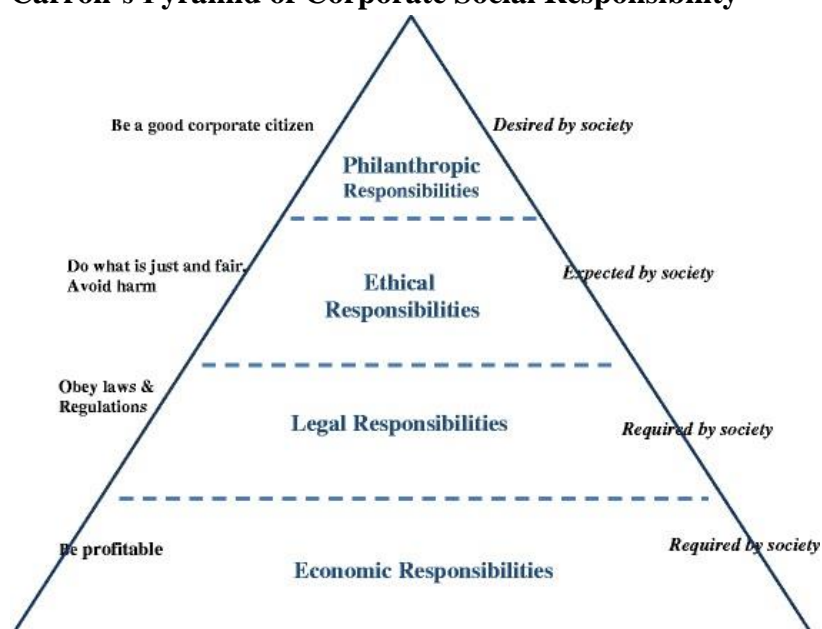 Carroll's Pyramid of Corporate Social Responsibility
Be a good corporate citizen
Desired by society
Philanthropic
Responsibilities
Do what is just and fair,
Avoid harm
Expected by society
Ethical
Responsibilities
Obey laws &
Regulations
Legal Responsibilities
Required by society
Be profitable
Required by society
Economic Responsibilities